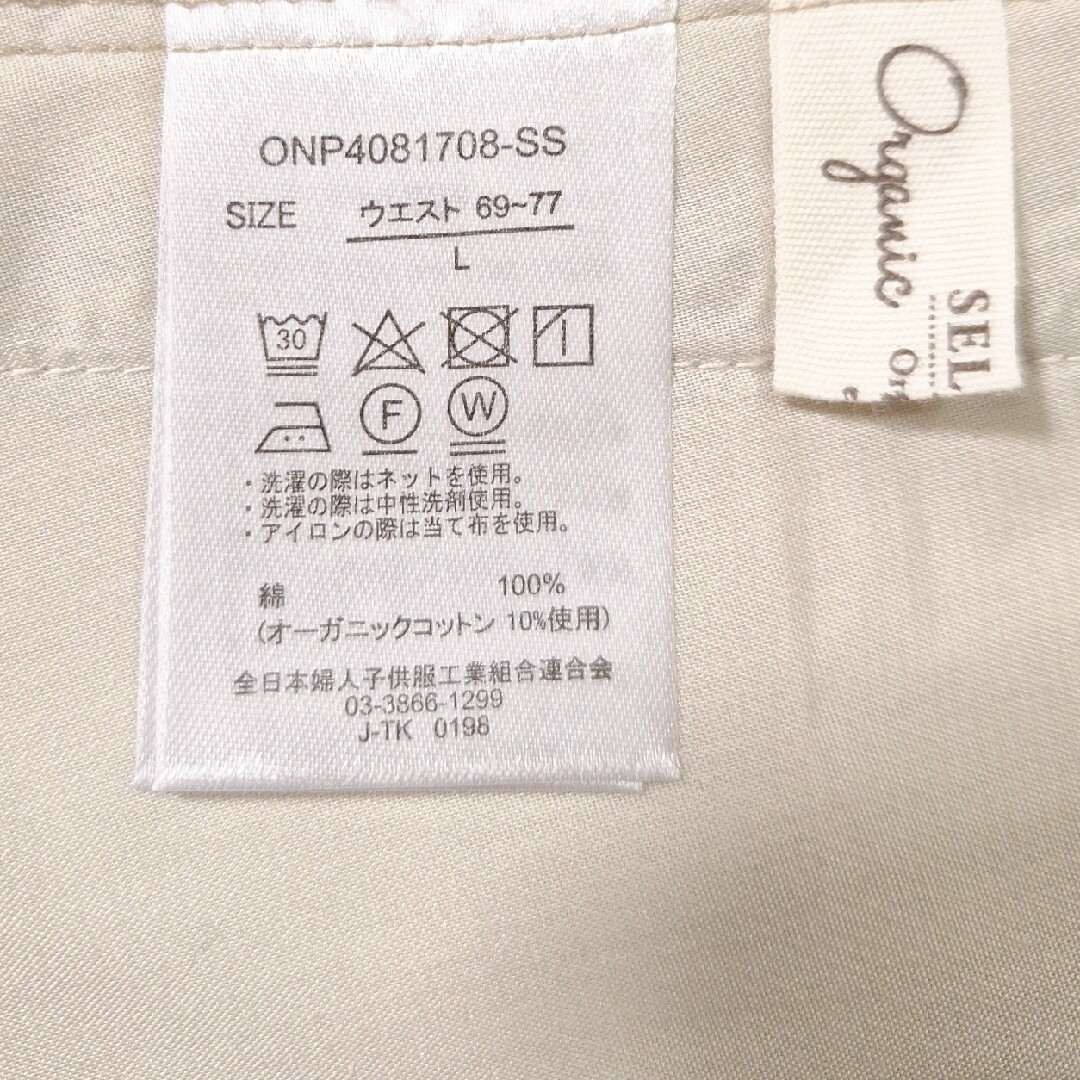 ONP4081708-SS
SIZE ウエスト 69~77
L
30
F W
・洗濯の際はネットを使用。
・洗濯の際は中性洗剤使用。
・アイロンの際は当て布を使用。
綿 100%
(オーガニックコットン 10%使用)
全日本婦人子供服工業組合連合会
03-3866-1299
J-TK 0198
Organic
SEL